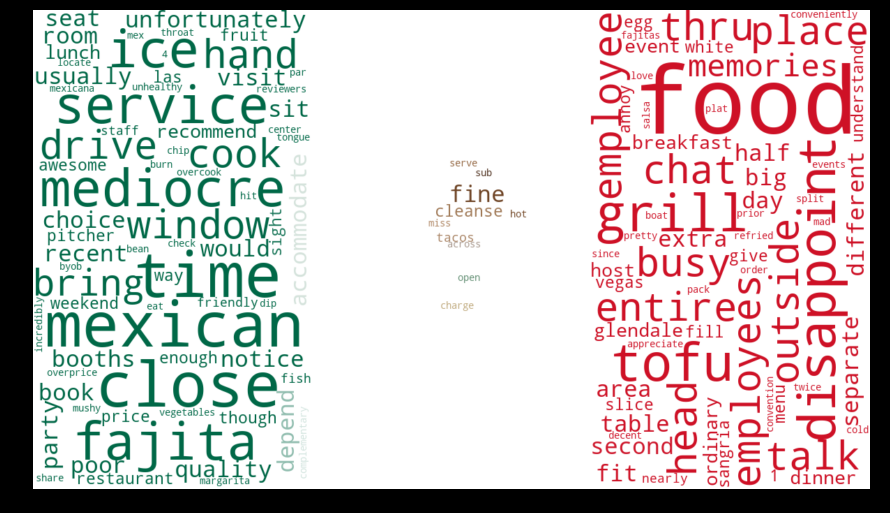 seat
unfortunately
room
mex
throat
fruit
ice
hand
lunch
4
locate
usually
las
visit
par
mexicana
unhealthy
reviewers
service
sit
staff
recommend
center
tongue
drive
chip
cook
awesome
burn
overcook
accommodate
mediocre
hit
choice
window
sight
pitcher
check
would
recent
bean
byob
time
way
bring
eat
weekend
friendly
dip
incredibly
mexican
booths
enough
notice
overprice
close
fish
book
mushy
price
vegetables
though
depend
complementary
party
fajita
poor
quality
share
restaurant
margarita
serve
sub
fine
cleanse
hot
miss
tacos
across
open
charge
employee
egg
thru
place
conveniently
fajitas
event
white
memories
understand
love
food
annoy
salsa
plat
breakfast
half
gem
chat
big
events
disappoint
different
grill
day
split
boat
prior
mad
pretty
extra
refried
outside
since
host
busy
give
vegas
order
pack
entire
employees
glendale
fill
separate
appreciate
tofu
area
head
convention
menu
twice
slice
table
ordinary
sangria
cold
decent
second
talk
fit
nearly
1
dinner